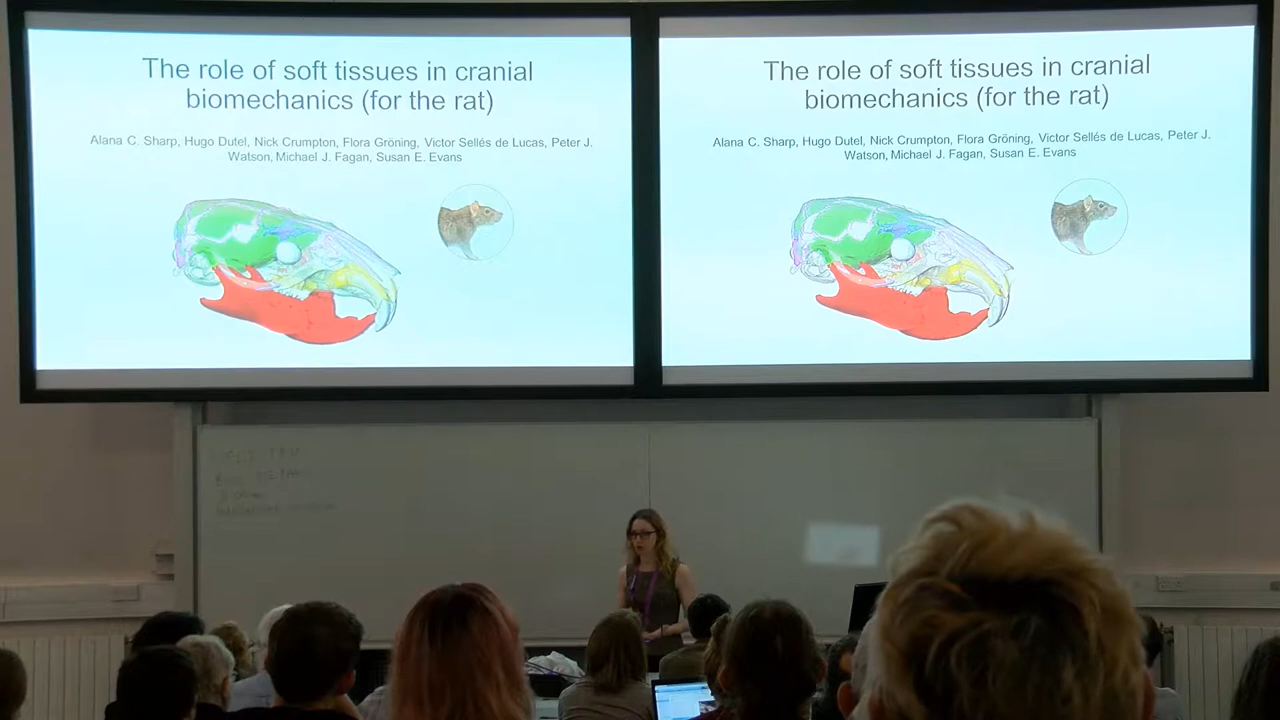 The role of soft tissues in cranial
biomechanics (for the rat)
Alana C. Sharp, Hugo Dutel, Nick Crumpton, Flora Gröning, Victor Sellés de Lucas, Peter J.
Watson, Michael J. Fagan, Susan E. Evans
The role of soft tissues in cranial
biomechanics (for the rat)
Alana C. Sharp, Hugo Dutel, Nick Crumpton, Flora Gröning, Victor Sellés de Lucas, Peter J.
Watson, Michael J. Fagan, Susan E. Evans